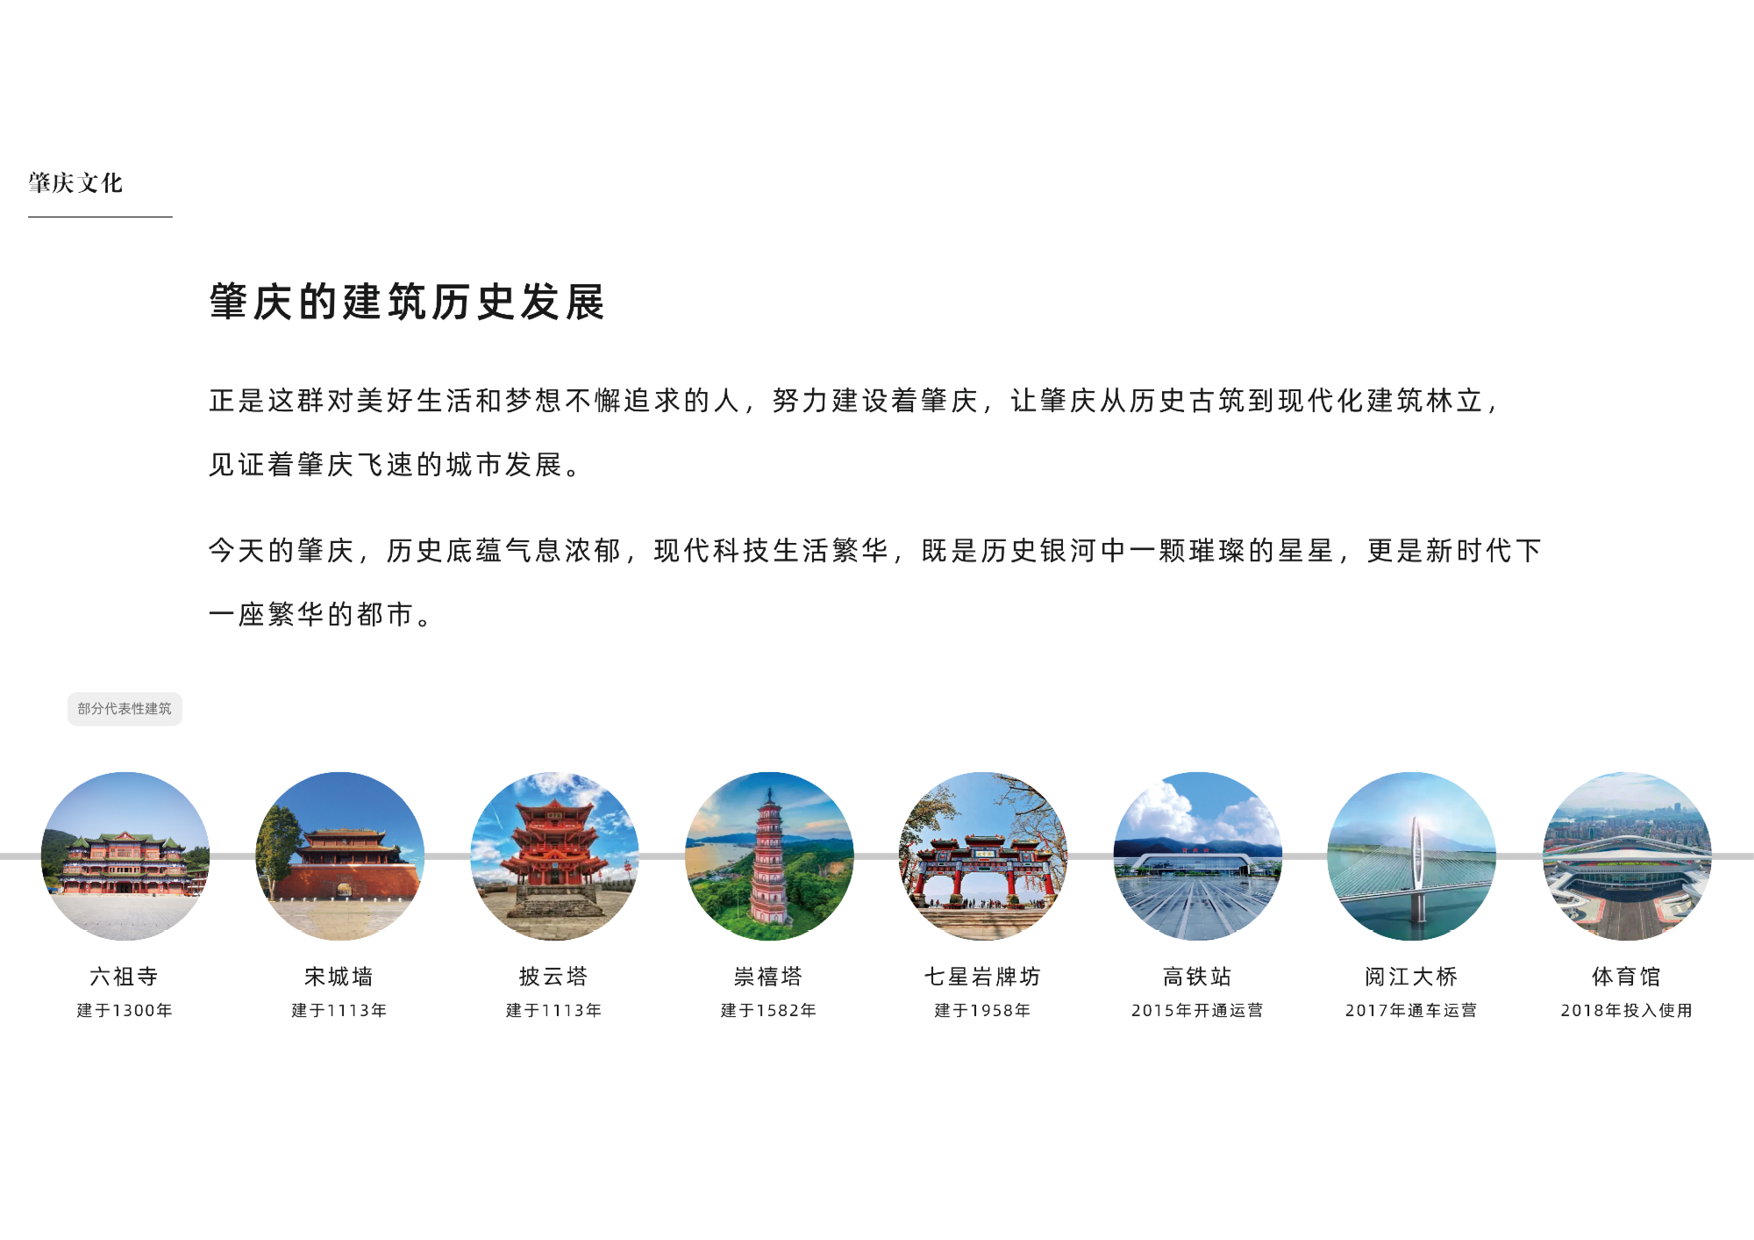 肇庆文化
肇庆的建筑历史发展
正是这群对美好生活和梦想不懈追求的人，努力建设着肇庆，让肇庆从历史古筑到现代化建筑林立，
见证着肇庆飞速的城市发展。
今天的肇庆，历史底蕴气息浓郁，现代科技生活繁华，既是历史银河中一颗璀璨的星星，更是新时代下
一座繁华的都市。
部分代表性建筑
六祖寺
建于1300年
宋城墙
建于1113年
披云塔
建于1113年
崇禧塔
建于1582年
七星岩牌坊
建于1958年
高铁站
2015年开通运营
阅江大桥
2017年通车运营
体育馆
2018年投入使用